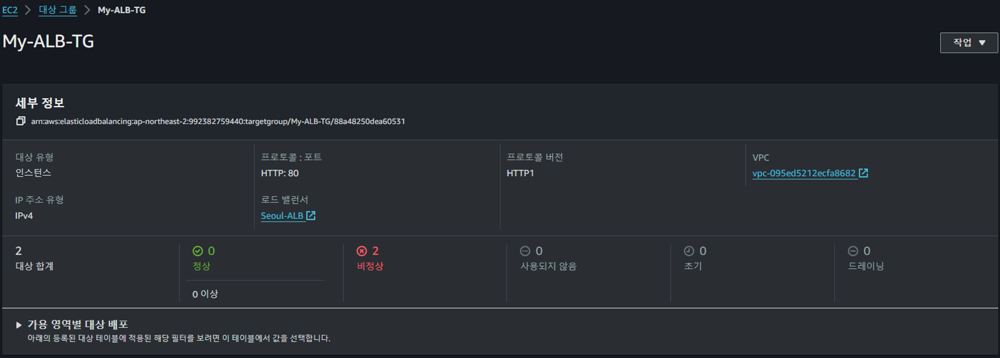 EC2 > 대상 그룹 > My-ALB-TG
My-ALB-TG
작업 ▼
세부 정보
arn:aws:elasticloadbalancing:ap-northeast-2:992382759440:targetgroup/My-ALB-TG/88a48250dea60531
대상 유형
인스턴스
프로토콜 : 포트
HTTP: 80
프로토콜 버전
HTTP1
VPC
vpc-095ed5212ecfa8682
IP 주소 유형
IPv4
로드 밸런서
Seoul-ALB
2
대상 합계
0
정상
0 이상
2
비정상
0
사용되지 않음
0
초기
0
드레이닝
가용 영역별 대상 배포
아래의 등록된 대상 테이블에 적용된 해당 필터를 보려면 이 테이블에서 값을 선택합니다.